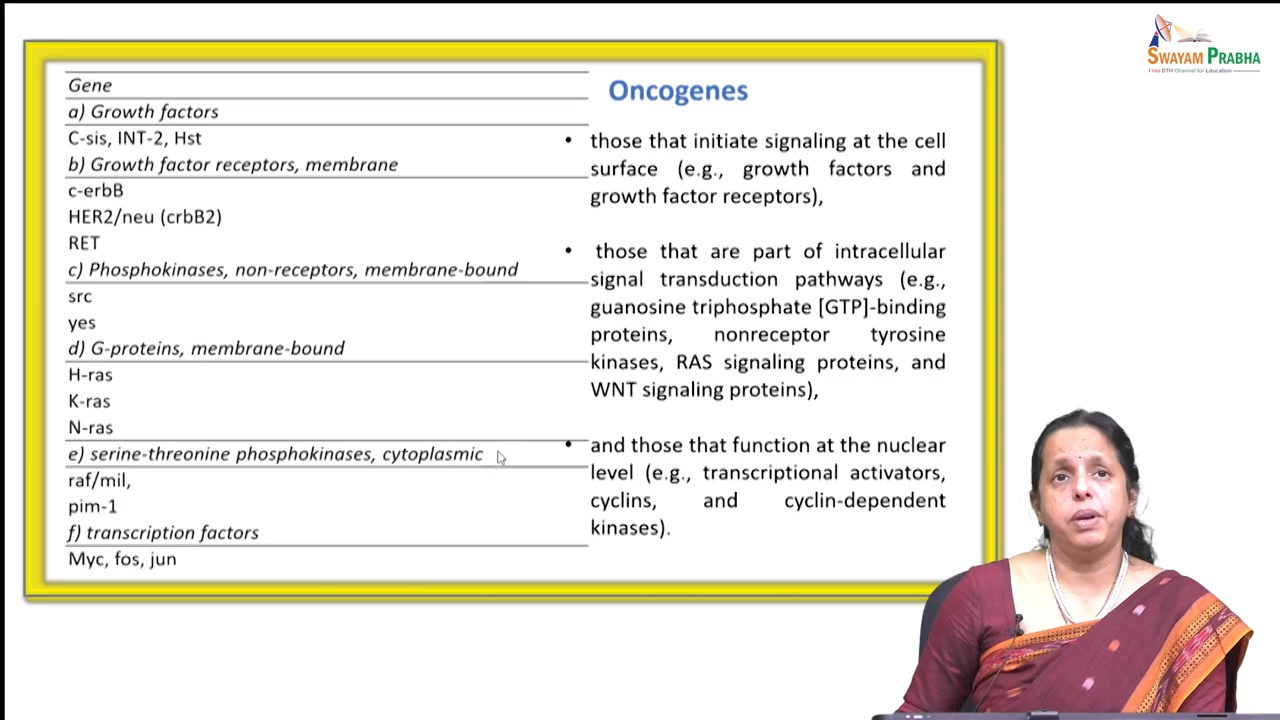 SWAYAM PRABHA
Free DTH Channel for Education
Gene
a) Growth factors
C-sis, INT-2, Hst
b) Growth factor receptors, membrane
c-erbB
HER2/neu (crbB2)
RET
c) Phosphokinases, non-receptors, membrane-bound
src
yes
d) G-proteins, membrane-bound
H-ras
K-ras
N-ras
e) serine-threonine phosphokinases, cytoplasmic
raf/mil,
pim-1
f) transcription factors
Myc, fos, jun
Oncogenes
• those that initiate signaling at the cell
surface (e.g., growth factors and
growth factor receptors),
• those that are part of intracellular
signal transduction pathways (e.g.,
guanosine triphosphate [GTP]-binding
proteins, nonreceptor tyrosine
kinases, RAS signaling proteins, and
WNT signaling proteins),
• and those that function at the nuclear
level (e.g., transcriptional activators,
cyclins, and cyclin-dependent
kinases).